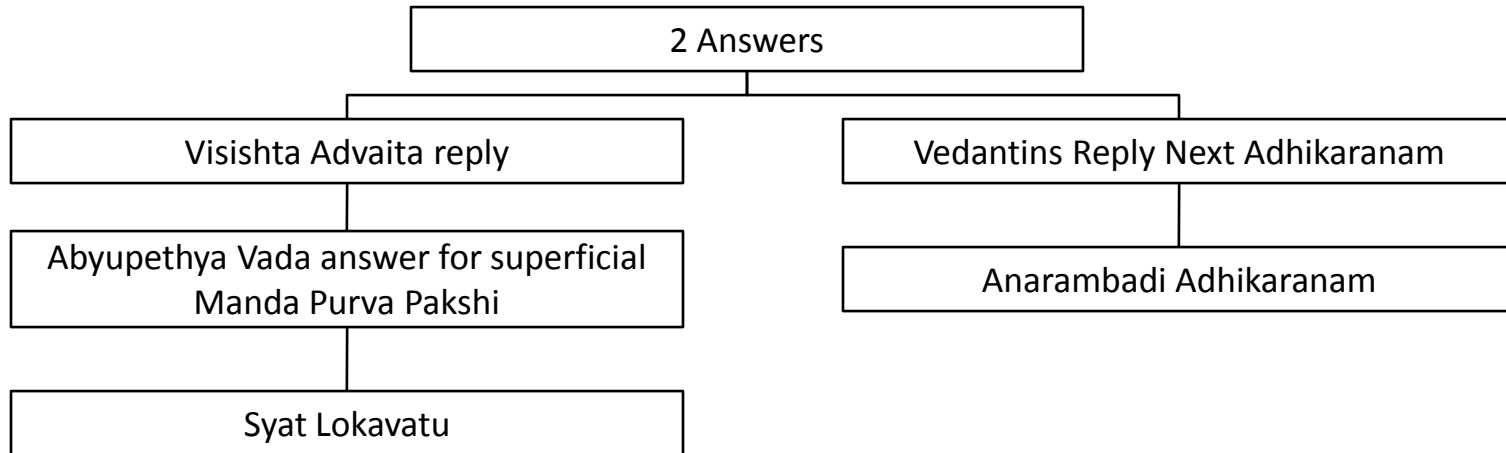 2 Answers
Visishta Advaita reply
Vedantins Reply Next Adhikaranam
Abyupethya Vada answer for superficial
Manda Purva Pakshi
Anarambadi Adhikaranam
Syat Lokavatu